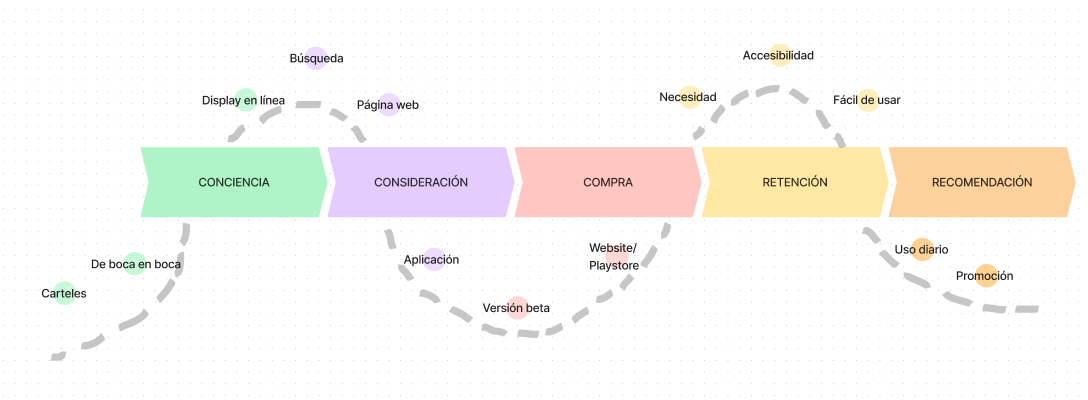 Búsqueda
Display en línea
Página web
Accesibilidad
Necesidad
Fácil de usar
CONCIENCIA
CONSIDERACIÓN
COMPRA
RETENCIÓN
RECOMENDACIÓN
De boca en boca
Carteles
Aplicación
Versión beta
Website/
Playstore
Uso diario
Promoción